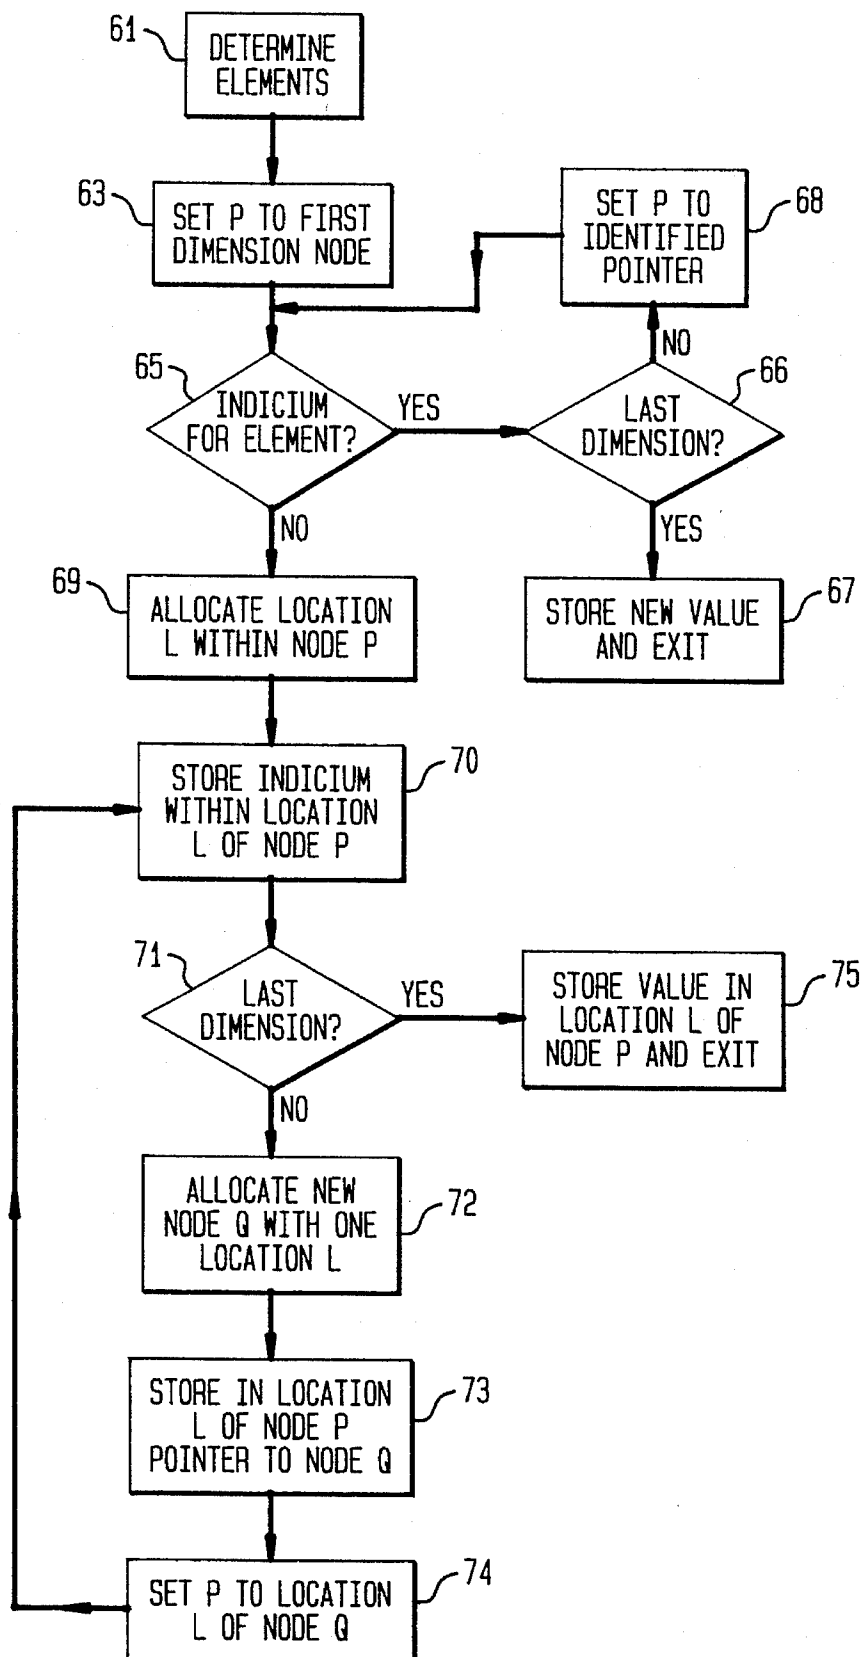 61
DETERMINE
ELEMENTS
63
SET P TO FIRST
DIMENSION NODE
SET P TO
IDENTIFIED
POINTER
68
65
INDICIUM
FOR ELEMENT?
YES
NO
LAST
DIMENSION?
66
NO
YES
69
ALLOCATE LOCATION
L WITHIN NODE P
STORE NEW VALUE
AND EXIT
67
STORE INDICIUM
WITHIN LOCATION
L OF NODE P
70
71
LAST
DIMENSION?
YES
NO
STORE VALUE IN
LOCATION L OF
NODE P AND EXIT
75
ALLOCATE NEW
NODE Q WITH ONE
LOCATION L
72
STORE IN LOCATION
L OF NODE P
POINTER TO NODE Q
73
SET P TO LOCATION
L OF NODE Q
74